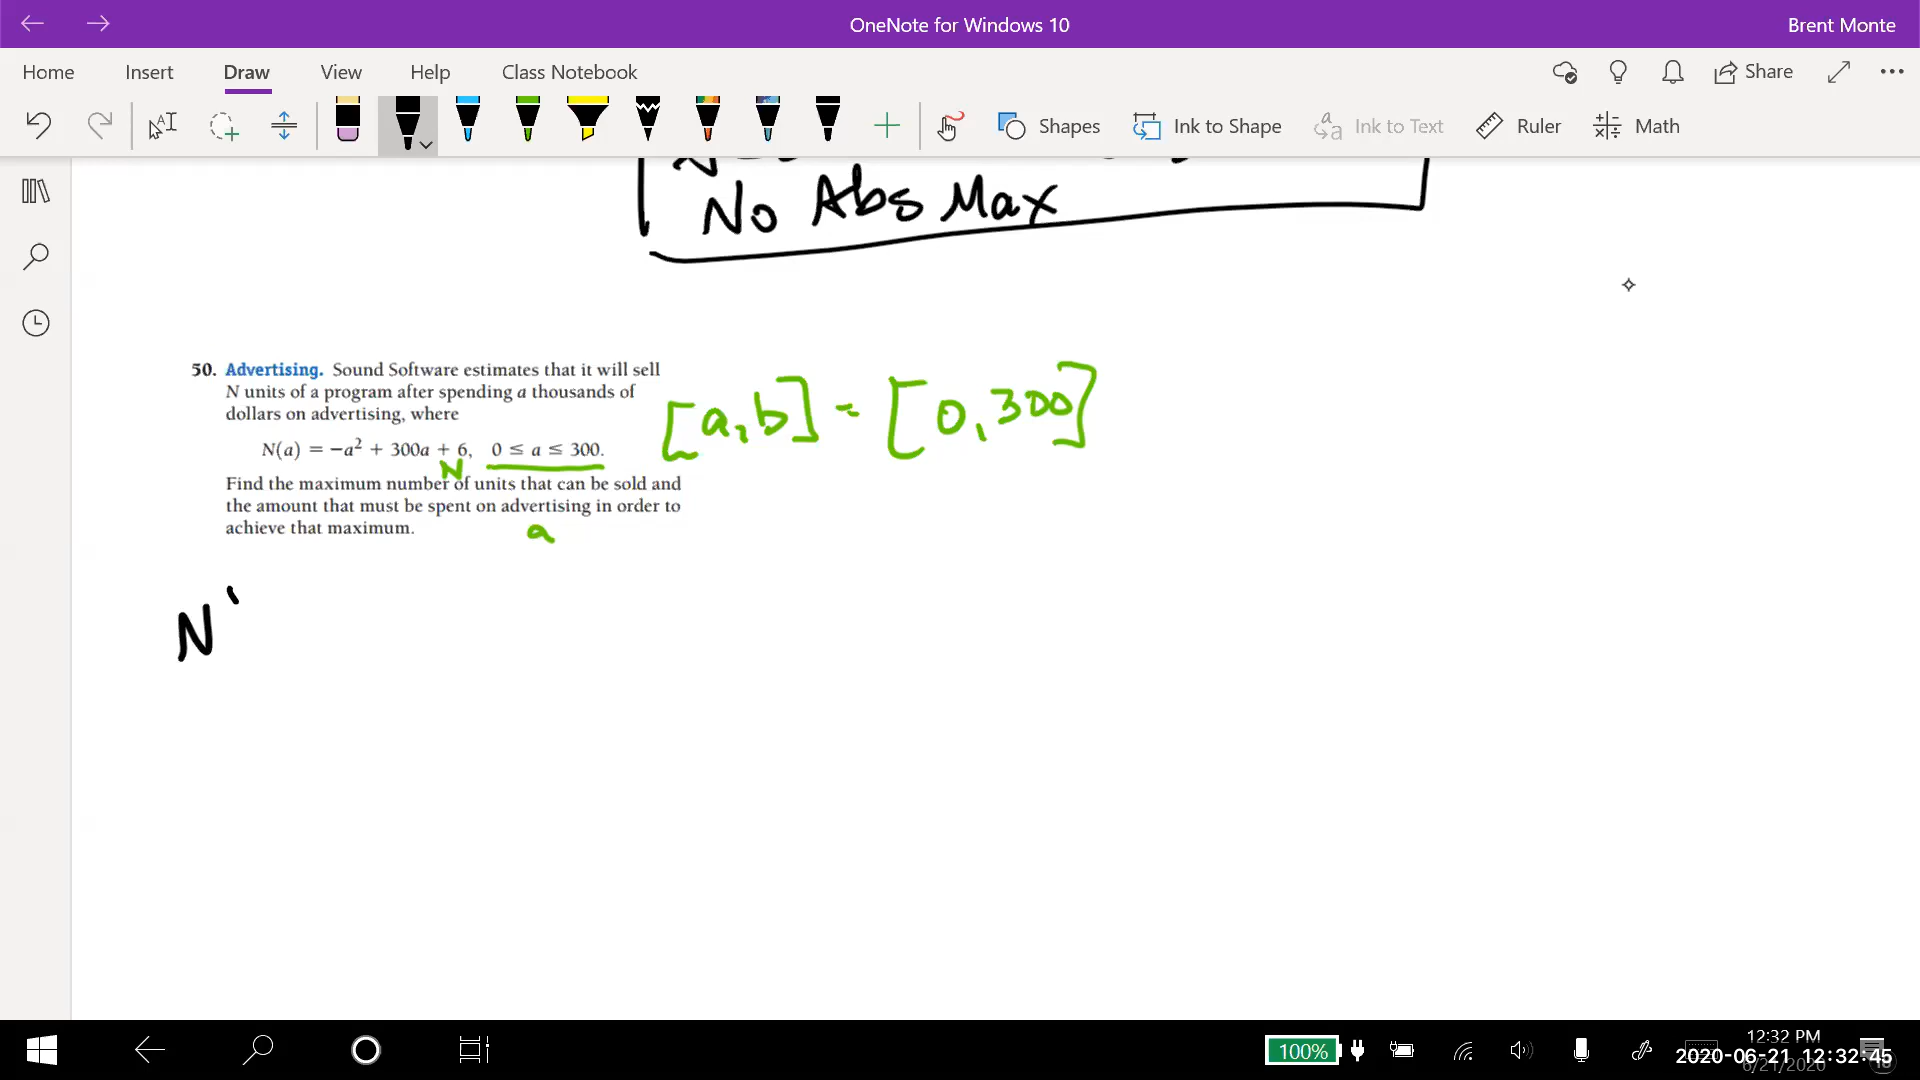 OneNote for Windows 10
Brent Monte
Home Insert Draw View Help Class Notebook Share
Shapes Ink to Shape Ink to Text Ruler Math
No Abs Max
50. Advertising. Sound Software estimates that it will sell
N units of a program after spending a thousands of
dollars on advertising, where
[a,b] = [0,300]
N(a) = −a² + 300a + 6, 0 ≤ a ≤ 300.
N
Find the maximum number of units that can be sold and
the amount that must be spent on advertising in order to
achieve that maximum.
a
N'
100%
12:32 PM
2020-06-21 12:32:45
6/21/2020